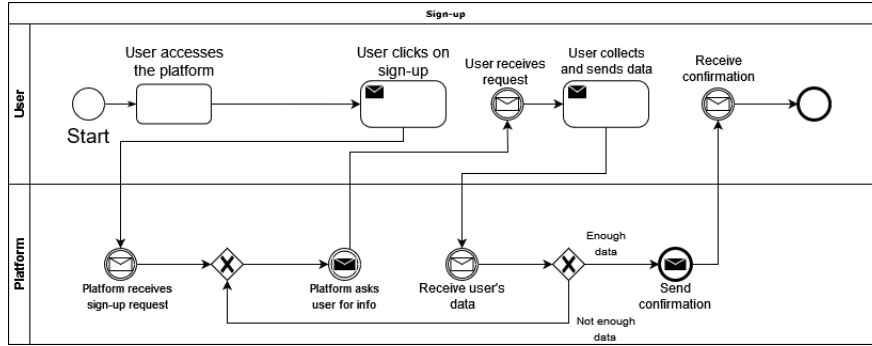 Sign-up
User
User accesses
the platform
User clicks on
sign-up
User receives
request
User collects
and sends data
Receive
confirmation
Start
Platform
Platform receives
sign-up request
Platform asks
user for info
Receive user's
data
Enough
data
Not enough
data
Send
confirmation